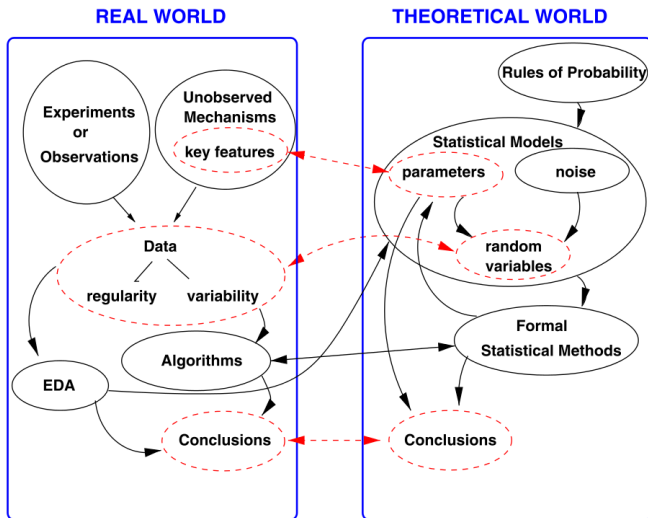 REAL WORLD
THEORETICAL WORLD
Experiments
or
Observations
Unobserved
Mechanisms
key features
Data
regularity
variability
Algorithms
EDA
Conclusions
Rules of Probability
Statistical Models
parameters
noise
random
variables
Formal
Statistical Methods
Conclusions